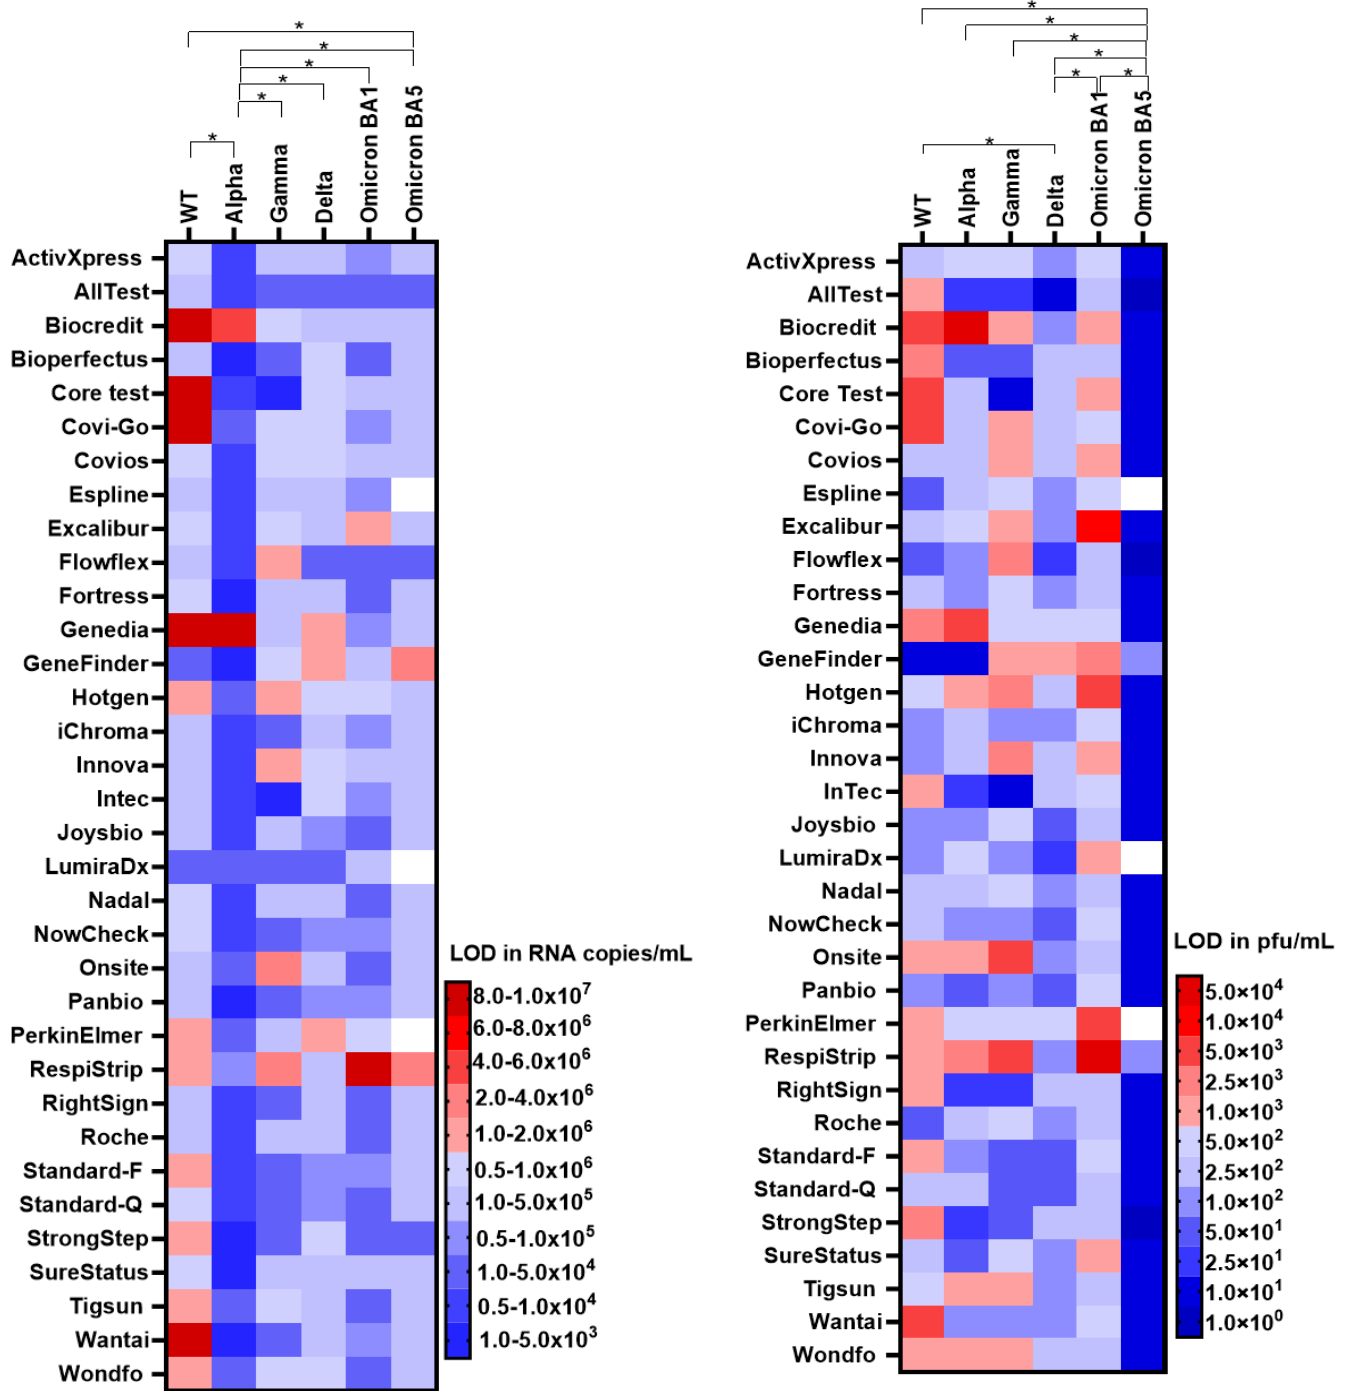 *
*
*
*
*
*
WT
Alpha
Gamma
Delta
Omicron BA1
Omicron BA5
ActivXpress
AllTest
Biocredit
Bioperfectus
Core test
Covi-Go
Covios
Espline
Excalibur
Flowflex
Fortress
Genedia
GeneFinder
Hotgen
iChroma
Innova
Intec
Joysbio
LumiraDx
Nadal
NowCheck
Onsite
Panbio
PerkinElmer
RespiStrip
RightSign
Roche
Standard-F
Standard-Q
StrongStep
SureStatus
Tigsun
Wantai
Wondfo
LOD in RNA copies/mL
8.0-1.0x10⁷
6.0-8.0x10⁶
4.0-6.0x10⁶
2.0-4.0x10⁶
1.0-2.0x10⁶
0.5-1.0x10⁶
1.0-5.0x10⁵
0.5-1.0x10⁵
1.0-5.0x10⁴
0.5-1.0x10⁴
1.0-5.0x10³
*
*
*
*
*
*
*
WT
Alpha
Gamma
Delta
Omicron BA1
Omicron BA5
ActivXpress
AllTest
Biocredit
Bioperfectus
Core Test
Covi-Go
Covios
Espline
Excalibur
Flowflex
Fortress
Genedia
GeneFinder
Hotgen
iChroma
Innova
InTec
Joysbio
LumiraDx
Nadal
NowCheck
Onsite
Panbio
PerkinElmer
RespiStrip
RightSign
Roche
Standard-F
Standard-Q
StrongStep
SureStatus
Tigsun
Wantai
Wondfo
LOD in pfu/mL
5.0×10⁴
1.0×10⁴
5.0×10³
2.5×10³
1.0×10³
5.0×10²
2.5×10²
1.0×10²
5.0×10¹
2.5×10¹
1.0×10¹
1.0×10⁰